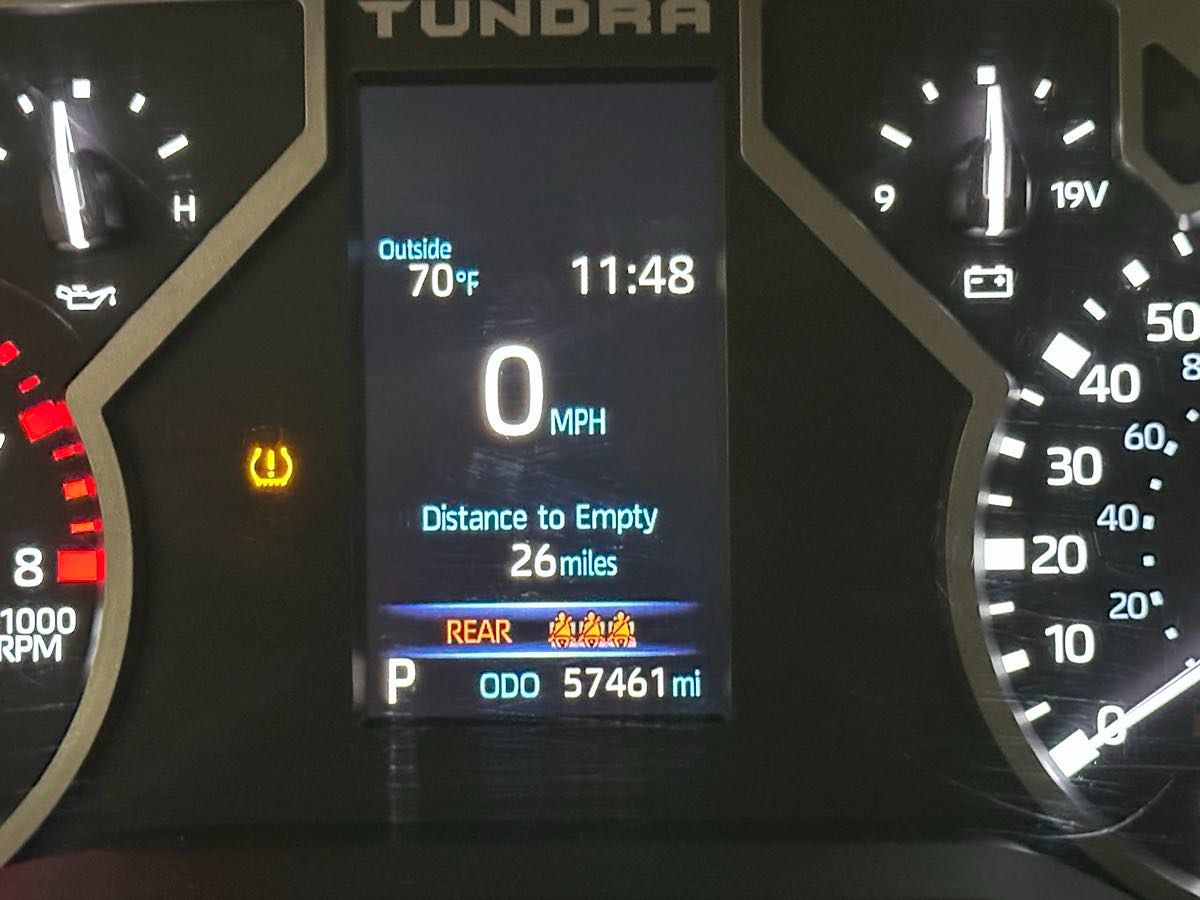 TUNDRA
H
9
19V
Outside
70°F
11:48
0 MPH
Distance to Empty
26 miles
REAR
P
ODO 57461 mi
8
1000
RPM
50
40
30
20
10
0
60
40
20